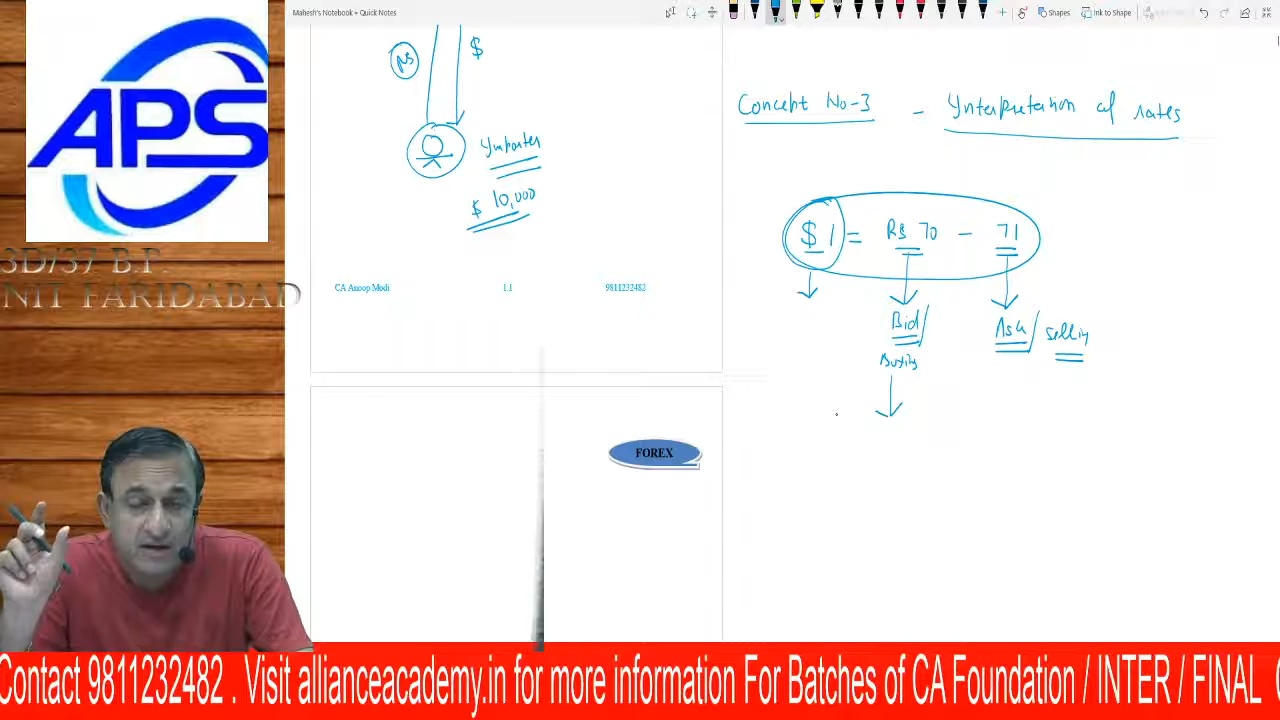 Mahesh's Notebook + Quick Notes
Shapes
Ink to Shape
APS
3D/37 B.P.
NIT FARIDABAD
Rs
$
Importer
$ 10,000
CA Anoop Modi
1.1
9811232482
FOREX
Concept No-3 - Interpretation of rates
$ 1 = Rs 70 - 71
Bid/
Buying
Ask/ selling
Contact 9811232482 . Visit allianceacademy.in for more information For Batches of CA Foundation / INTER / FINAL